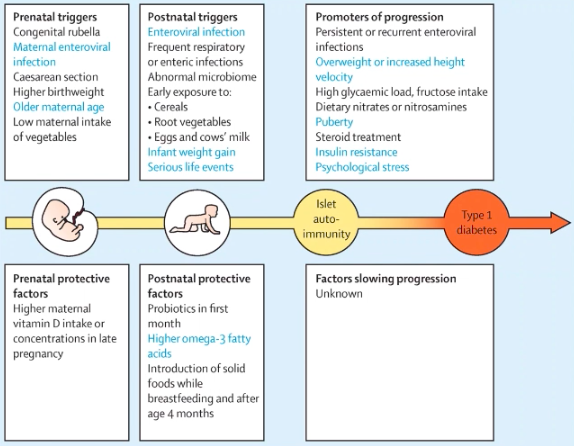 Prenatal triggers
Congenital rubella
Maternal enteroviral
infection
Caesarean section
Higher birthweight
Older maternal age
Low maternal intake
of vegetables
Postnatal triggers
Enteroviral infection
Frequent respiratory
or enteric infections
Abnormal microbiome
Early exposure to:
• Cereals
• Root vegetables
• Eggs and cows' milk
Infant weight gain
Serious life events
Promoters of progression
Persistent or recurrent enteroviral
infections
Overweight or increased height
velocity
High glycaemic load, fructose intake
Dietary nitrates or nitrosamines
Puberty
Steroid treatment
Insulin resistance
Psychological stress
Islet
auto-
immunity
Type 1
diabetes
Prenatal protective
factors
Higher maternal
vitamin D intake or
concentrations in late
pregnancy
Postnatal protective
factors
Probiotics in first
month
Higher omega-3 fatty
acids
Introduction of solid
foods while
breastfeeding and after
age 4 months
Factors slowing progression
Unknown